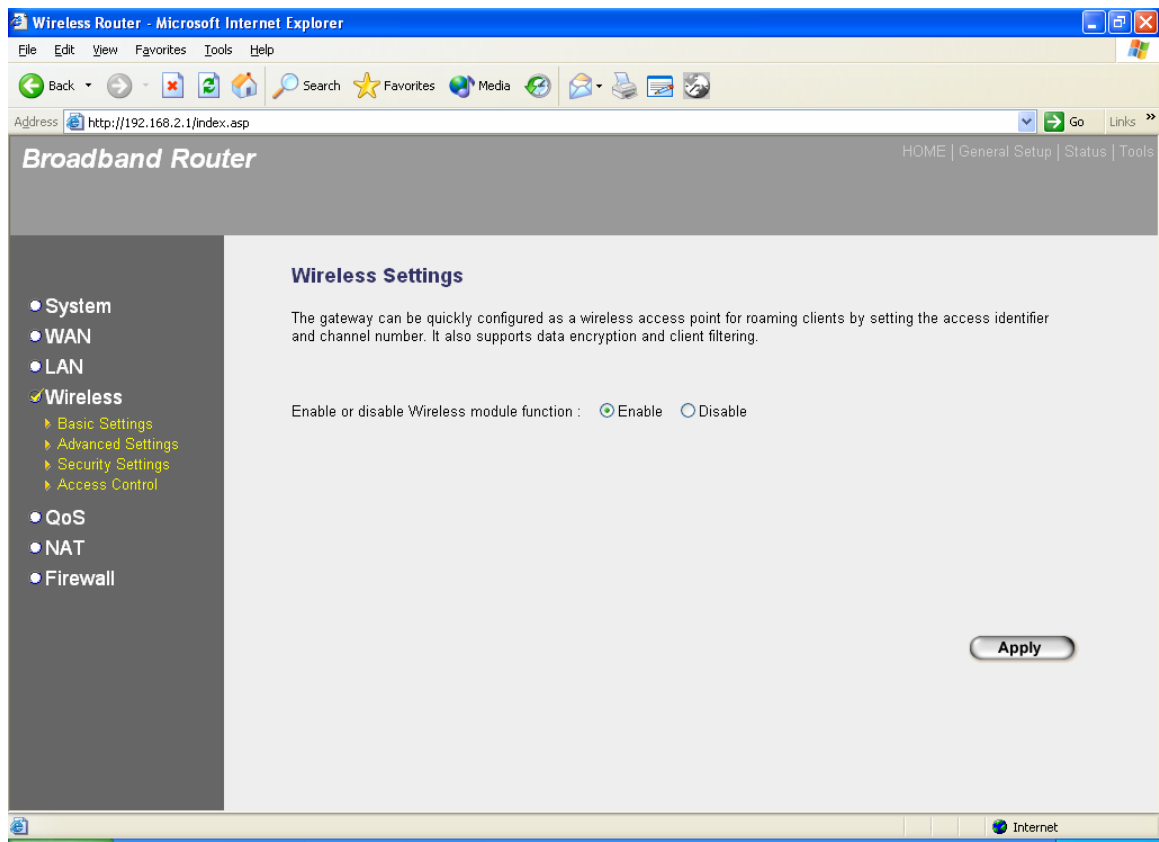 Wireless Router - Microsoft Internet Explorer
File Edit View Favorites Tools Help
Back Search Favorites Media
Address http://192.168.2.1/index.asp Go Links »
Broadband Router
HOME | General Setup | Status | Tools
System
WAN
LAN
Wireless
Basic Settings
Advanced Settings
Security Settings
Access Control
QoS
NAT
Firewall
Wireless Settings
The gateway can be quickly configured as a wireless access point for roaming clients by setting the access identifier
and channel number. It also supports data encryption and client filtering.
Enable or disable Wireless module function : Enable Disable
Apply
Internet